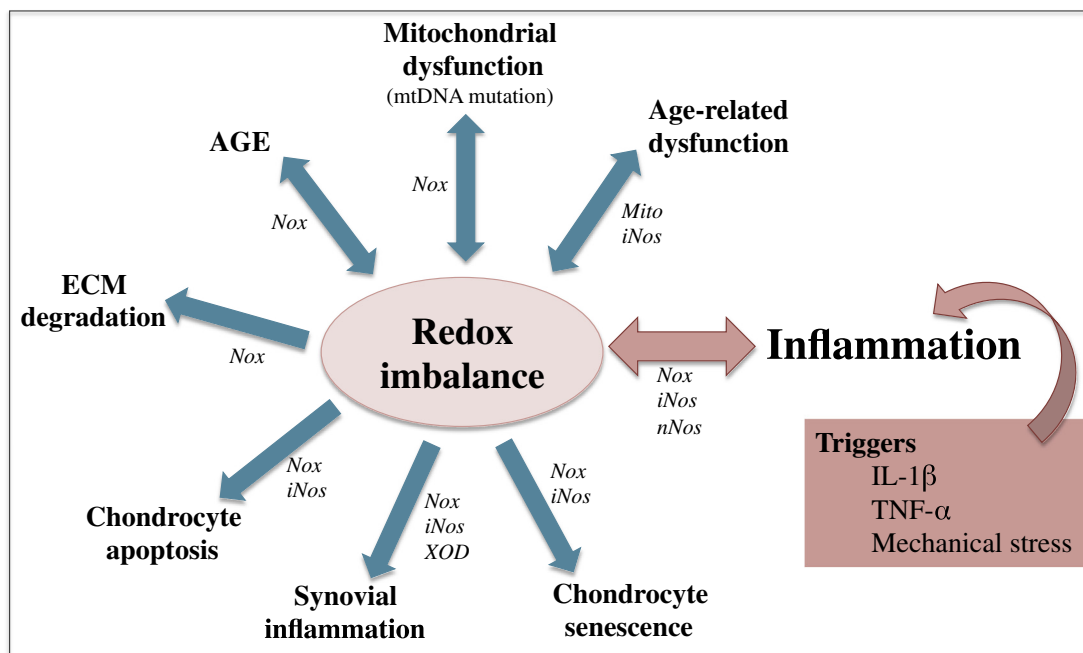 Mitochondrial
dysfunction
(mtDNA mutation)
Age-related
dysfunction
AGE
Nox
Nox
Mito
iNos
ECM
degradation
Nox
Redox
imbalance
Inflammation
Nox
iNos
nNos
Triggers
IL-1β
TNF-α
Mechanical stress
Nox
iNos
Chondrocyte
apoptosis
Nox
iNos
XOD
Synovial
inflammation
Nox
iNos
Chondrocyte
senescence